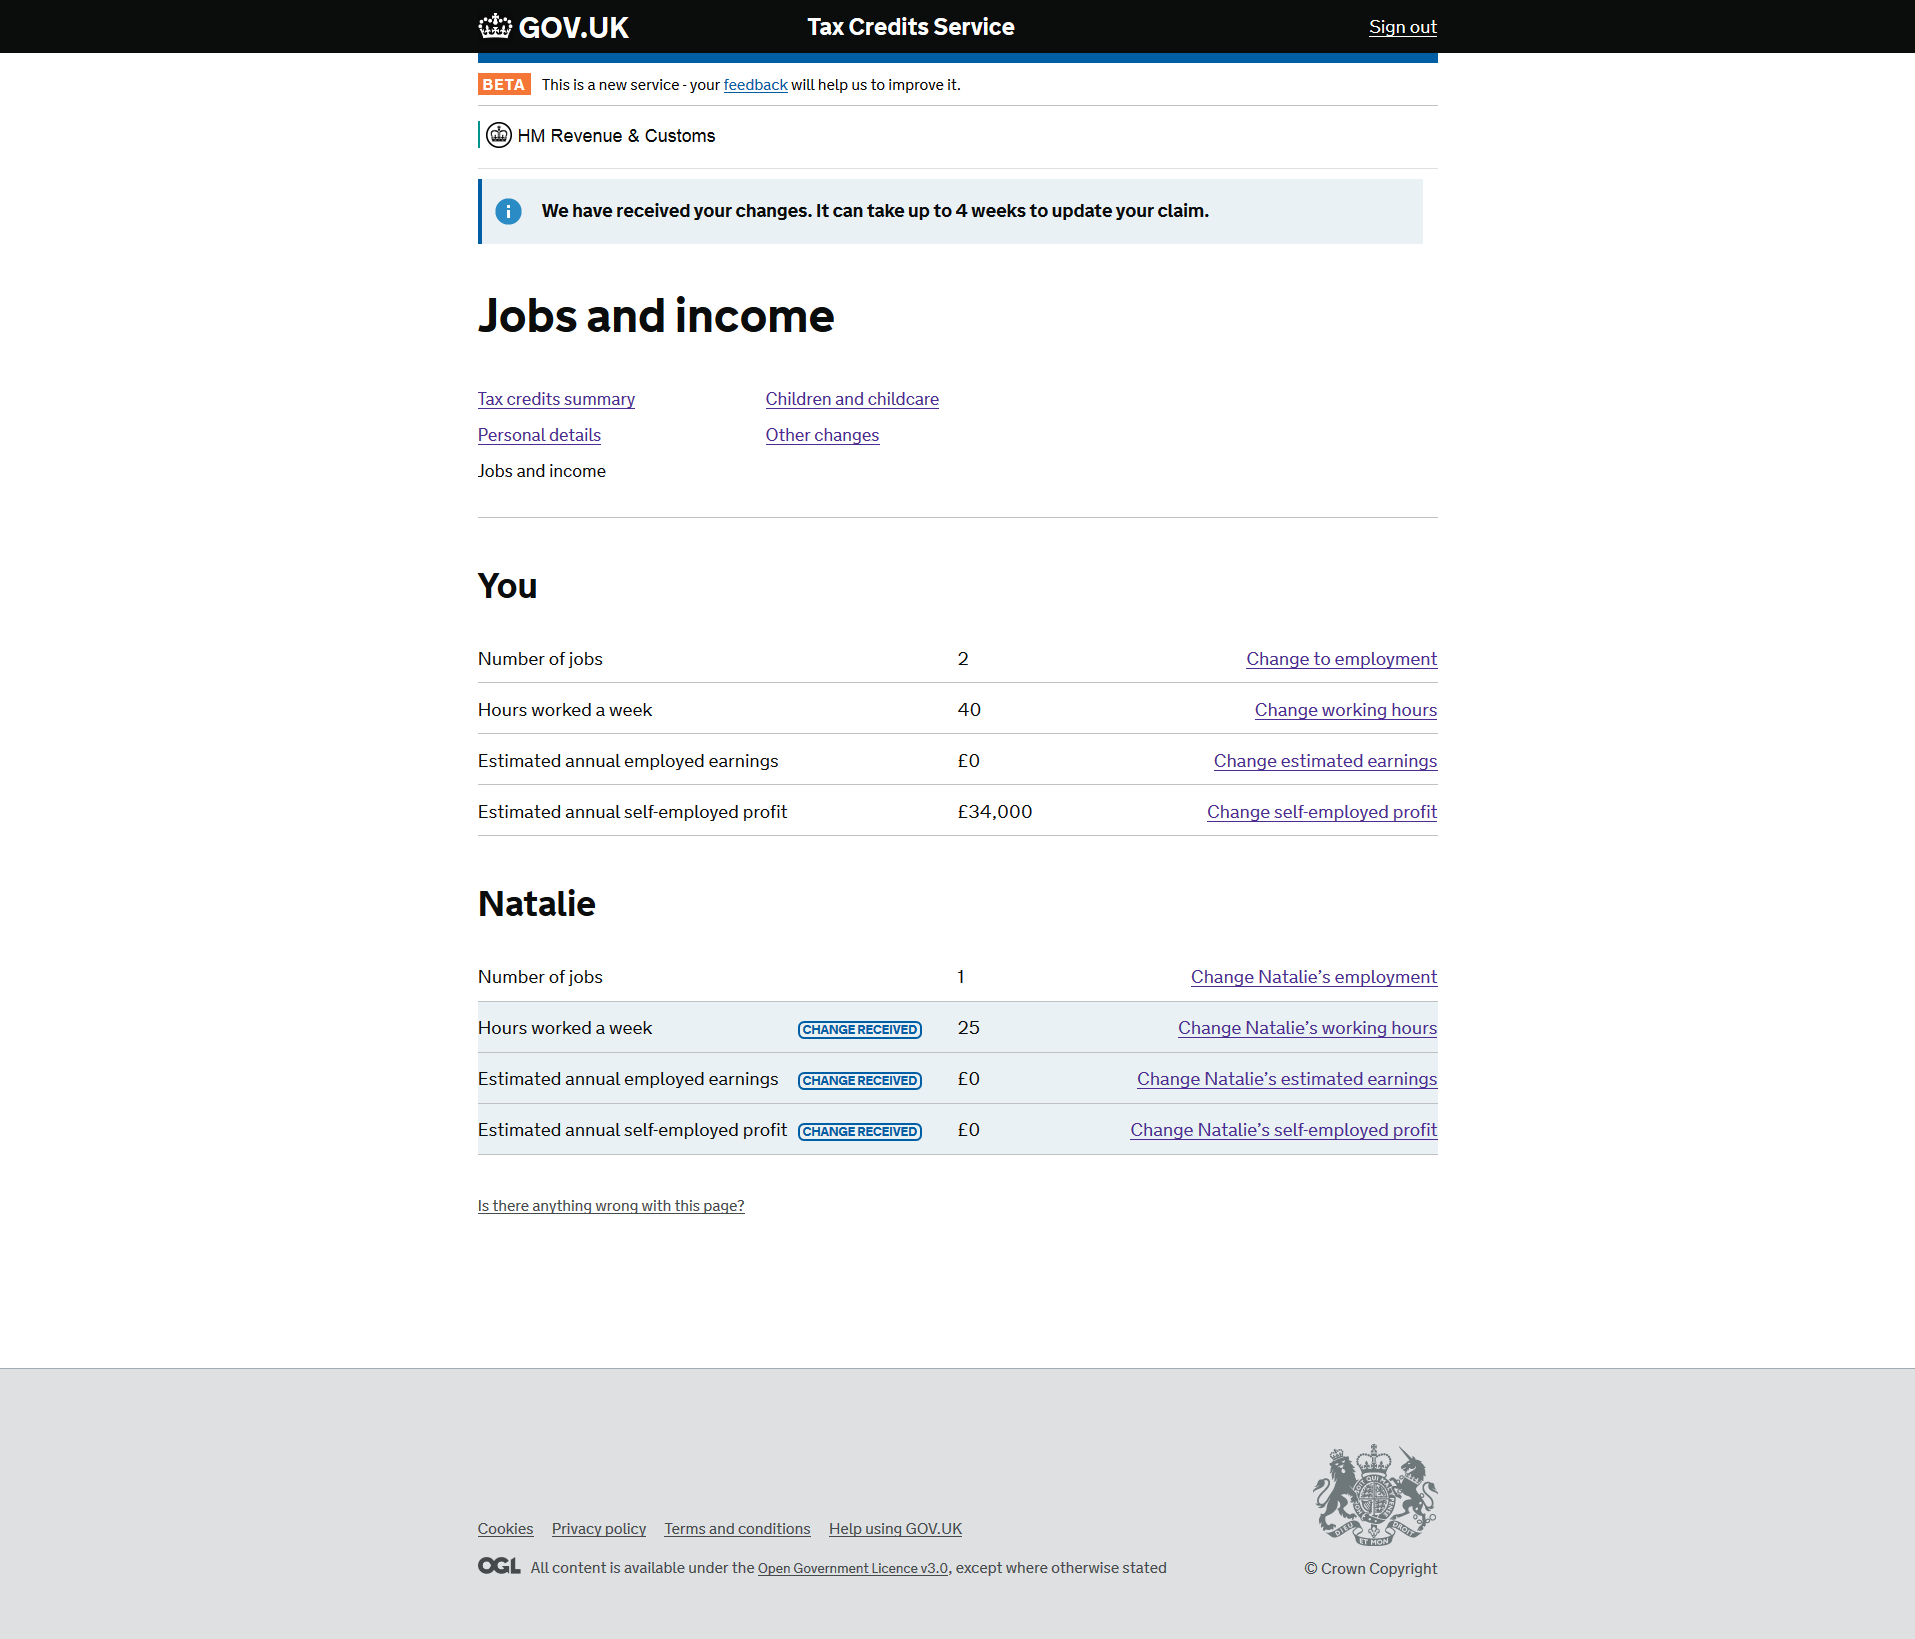 GOV.UK Tax Credits Service Sign out
BETA This is a new service - your feedback will help us to improve it.
HM Revenue & Customs
We have received your changes. It can take up to 4 weeks to update your claim.
Jobs and income
Tax credits summary Children and childcare
Personal details Other changes
Jobs and income
You
Number of jobs 2 Change to employment
Hours worked a week 40 Change working hours
Estimated annual employed earnings £0 Change estimated earnings
Estimated annual self-employed profit £34,000 Change self-employed profit
Natalie
Number of jobs 1 Change Natalie’s employment
Hours worked a week CHANGE RECEIVED 25 Change Natalie’s working hours
Estimated annual employed earnings CHANGE RECEIVED £0 Change Natalie’s estimated earnings
Estimated annual self-employed profit CHANGE RECEIVED £0 Change Natalie’s self-employed profit
Is there anything wrong with this page?
DIEU ET MON DROIT
Cookies Privacy policy Terms and conditions Help using GOV.UK
OGL All content is available under the Open Government Licence v3.0, except where otherwise stated © Crown Copyright